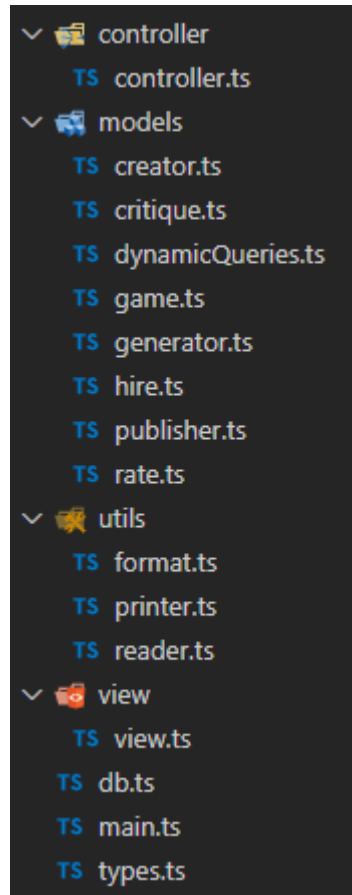 controller
TS controller.ts
models
TS creator.ts
TS critique.ts
TS dynamicQueries.ts
TS game.ts
TS generator.ts
TS hire.ts
TS publisher.ts
TS rate.ts
utils
TS format.ts
TS printer.ts
TS reader.ts
view
TS view.ts
TS db.ts
TS main.ts
TS types.ts